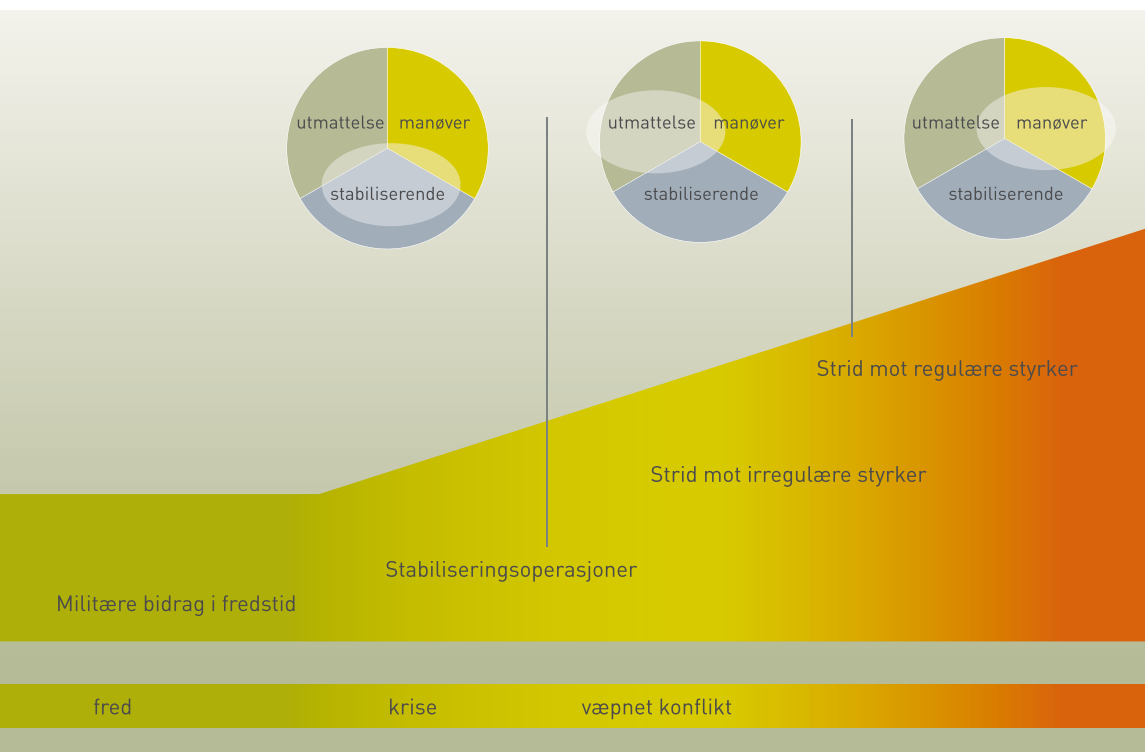 utmattelse manøver
stabiliserende
utmattelse manøver
stabiliserende
utmattelse manøver
stabiliserende
Strid mot regulære styrker
Strid mot irregulære styrker
Stabiliseringsoperasjoner
Militære bidrag i fredstid
fred krise væpnet konflikt